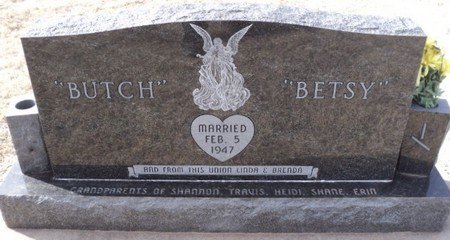 "BUTCH" "BETSY"
MARRIED
FEB. 5
1947
AND FROM THIS UNION LINDA & BRENDA
GRANDPARENTS OF SHANNON, TRAVIS, HEIDI, SHANE, ERIN